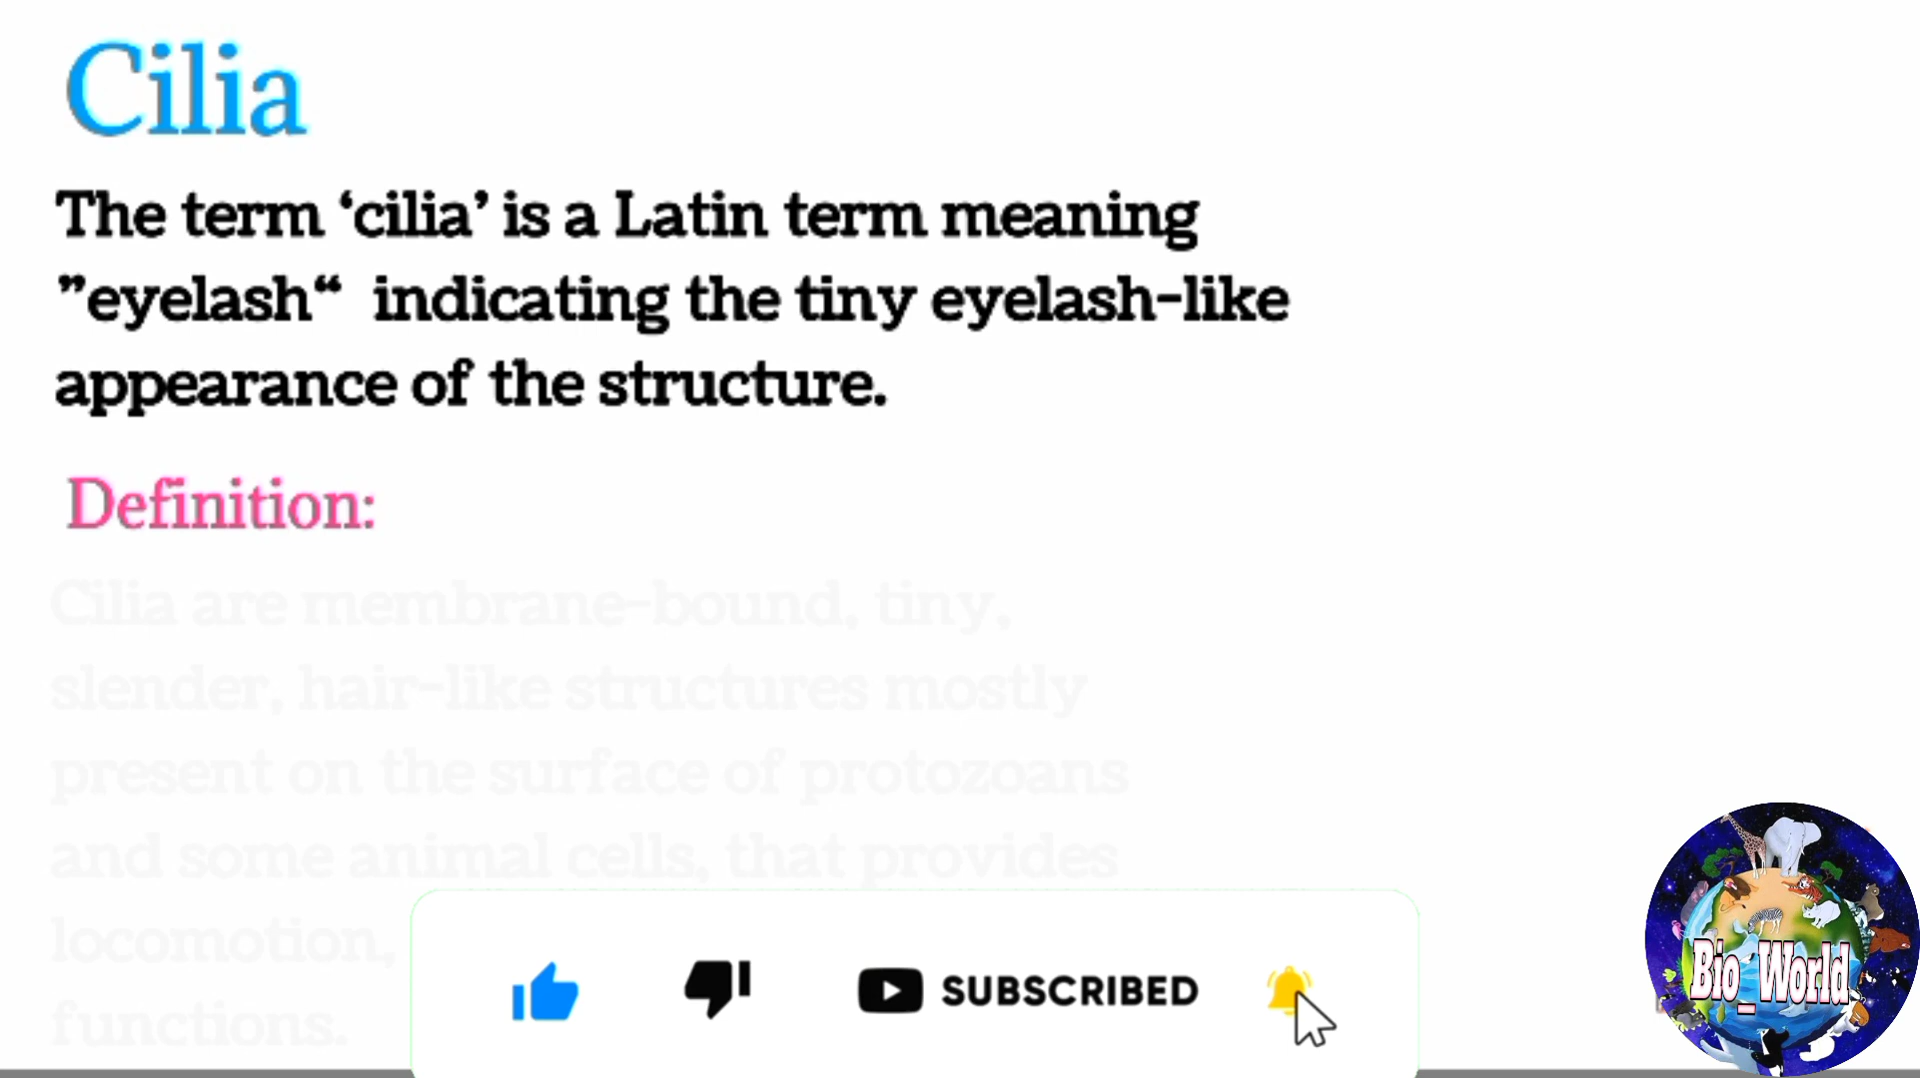 Cilia
The term ‘cilia’ is a Latin term meaning
”eyelash“ indicating the tiny eyelash-like
appearance of the structure.
Definition:
Cilia are membrane-bound, tiny,
slender, hair-like structures mostly
present on the surface of protozoans
and some animal cells, that provides
locomotion,
functions.
SUBSCRIBED
Bio_World